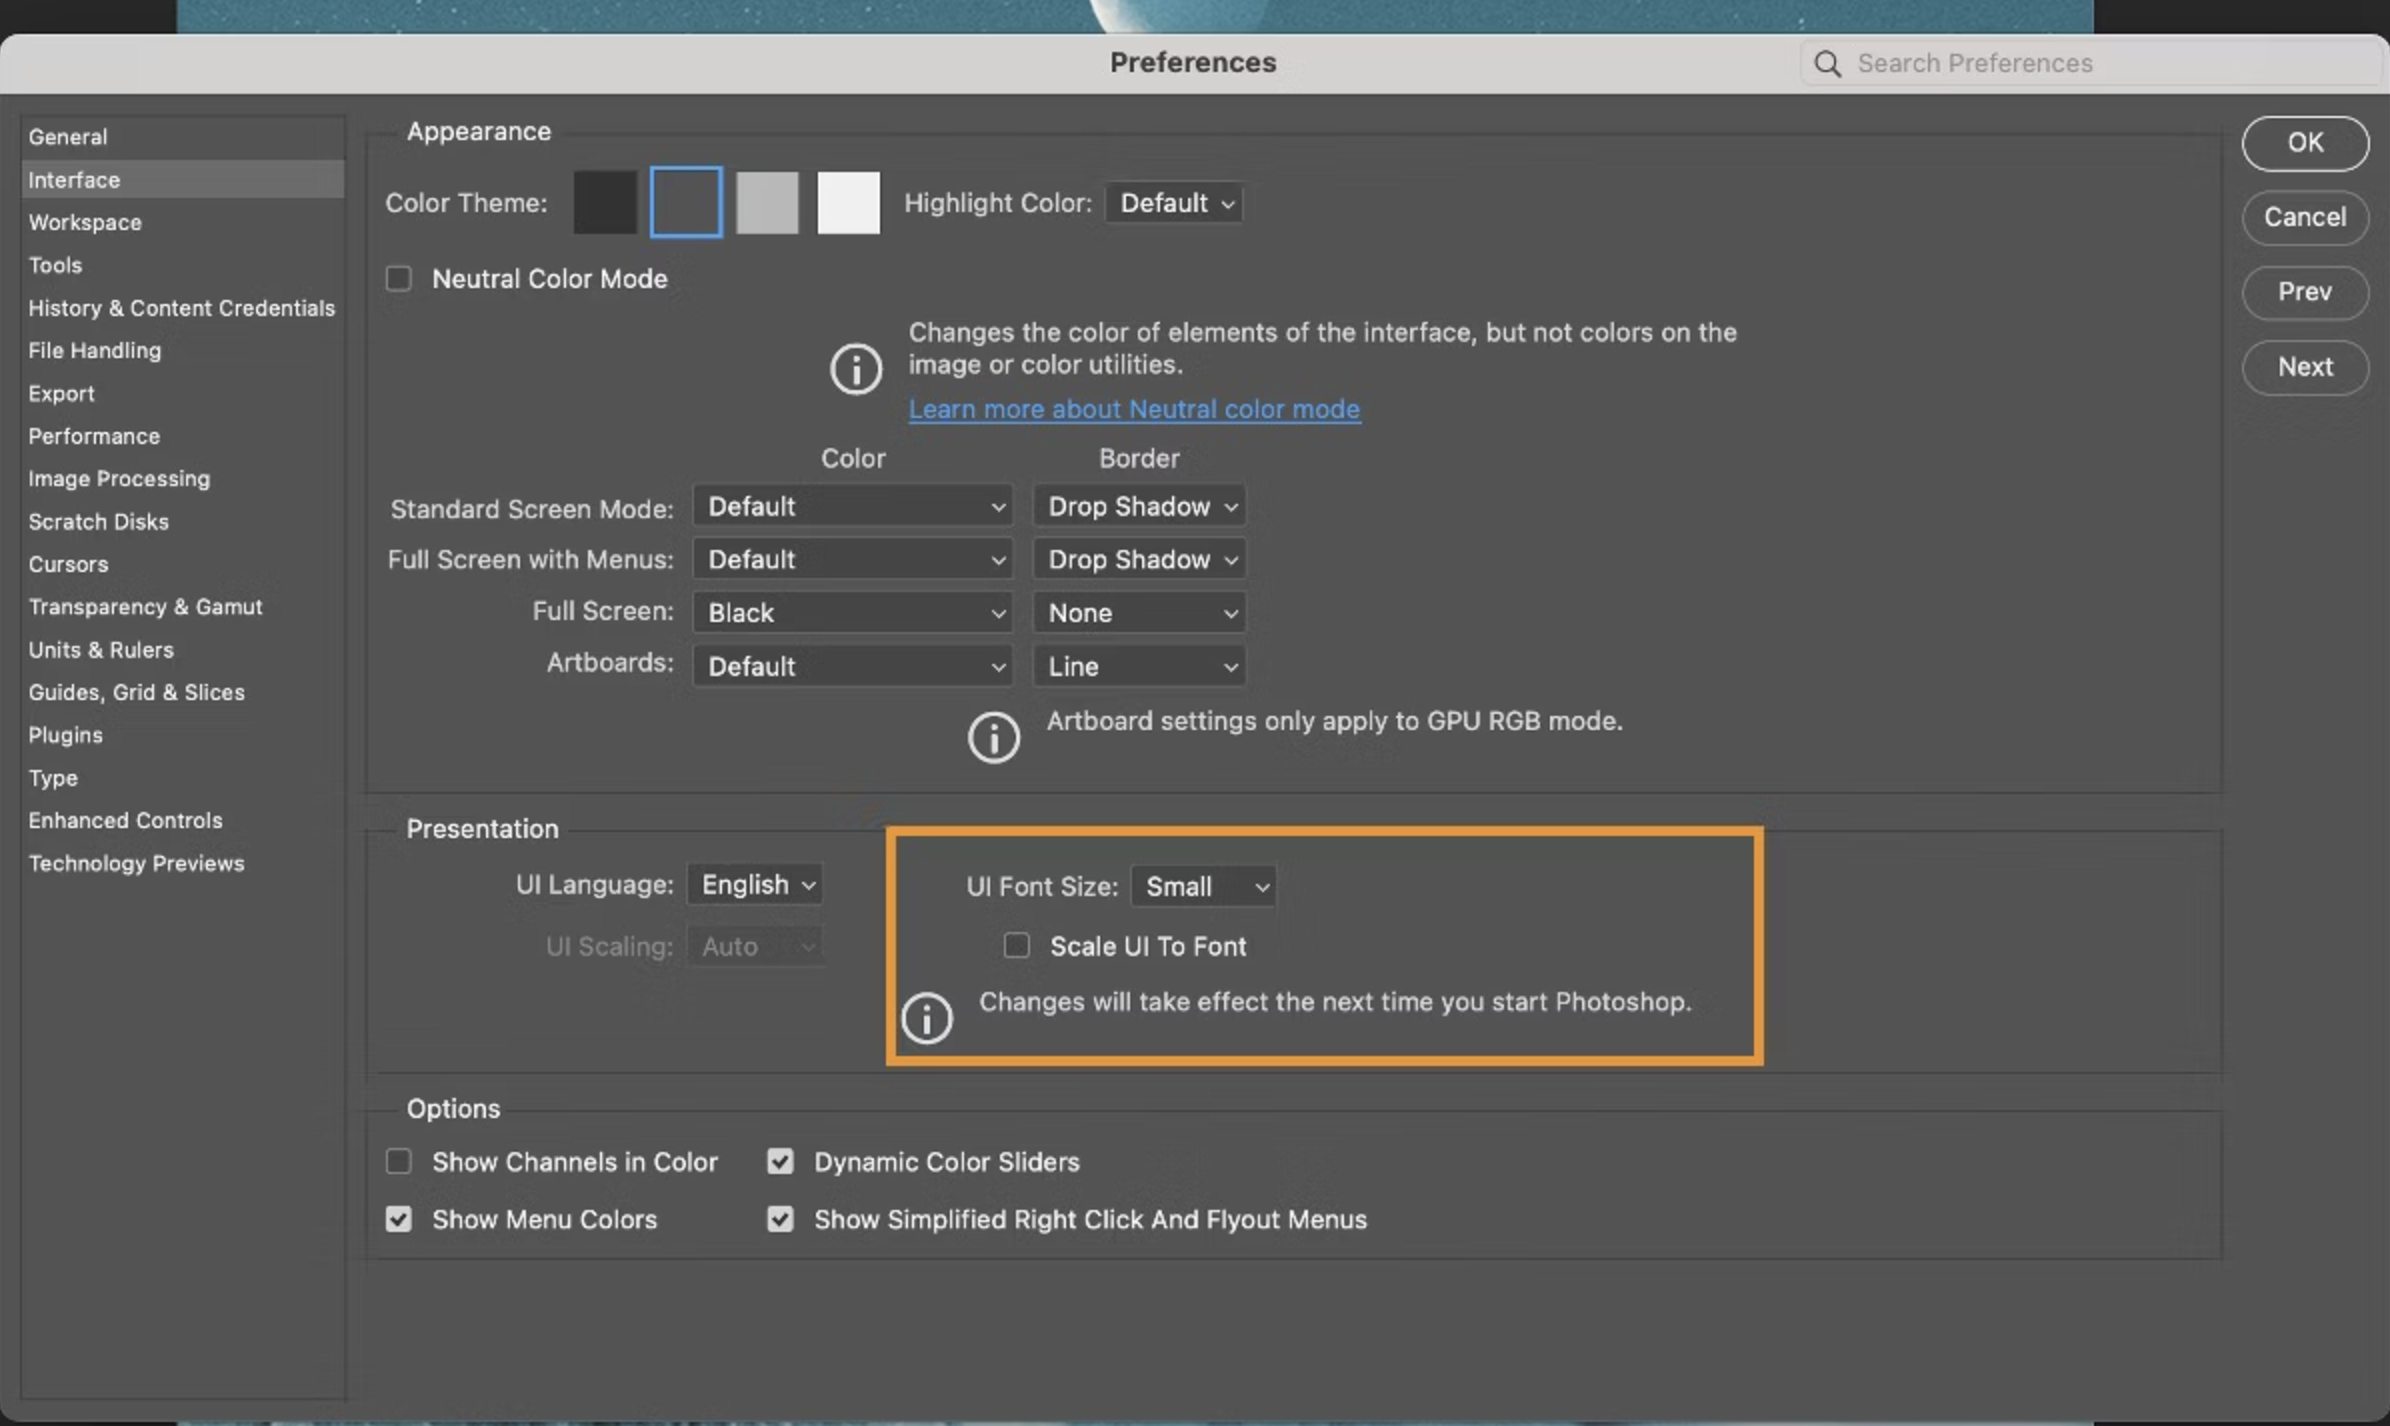 Preferences
Search Preferences
General
Interface
Workspace
Tools
History & Content Credentials
File Handling
Export
Performance
Image Processing
Scratch Disks
Cursors
Transparency & Gamut
Units & Rulers
Guides, Grid & Slices
Plugins
Type
Enhanced Controls
Technology Previews
Appearance
Color Theme:
Highlight Color: Default
Neutral Color Mode
Changes the color of elements of the interface, but not colors on the
image or color utilities.
Learn more about Neutral color mode
Color Border
Standard Screen Mode: Default Drop Shadow
Full Screen with Menus: Default Drop Shadow
Full Screen: Black None
Artboards: Default Line
Artboard settings only apply to GPU RGB mode.
Presentation
UI Language: English
UI Scaling: Auto
UI Font Size: Small
Scale UI To Font
Changes will take effect the next time you start Photoshop.
Options
Show Channels in Color Dynamic Color Sliders
Show Menu Colors Show Simplified Right Click And Flyout Menus
OK
Cancel
Prev
Next